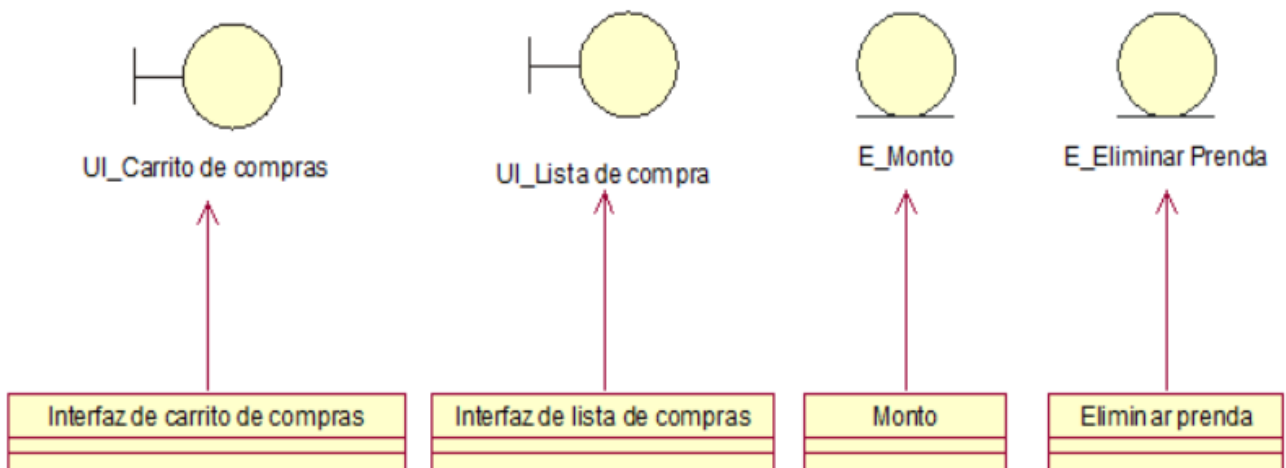 UI_Carrito de compras
UI_Lista de compra
E_Monto
E_Eliminar Prenda
Interfaz de carrito de compras
Interfaz de lista de compras
Monto
Eliminar prenda